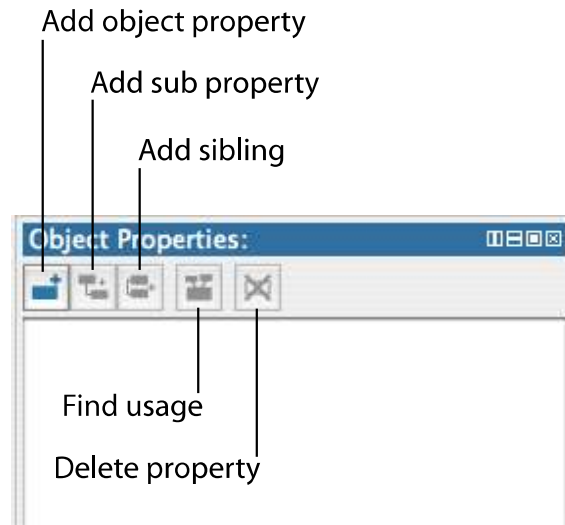 Add object property
Add sub property
Add sibling
Object Properties:
Find usage
Delete property